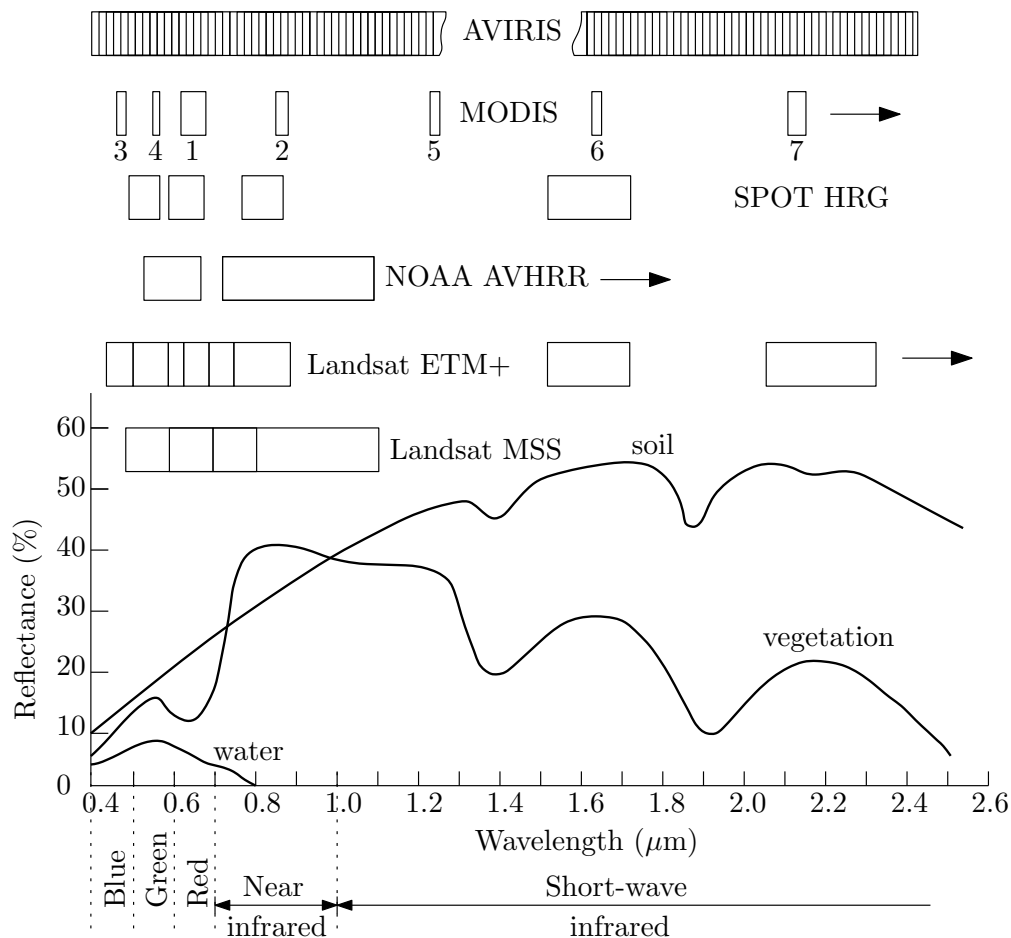 AVIRIS
MODIS
3 4 1 2 5 6 7
SPOT HRG
NOAA AVHRR
Landsat ETM+
Landsat MSS
soil
vegetation
water
Reflectance (%)
60
50
40
30
20
10
0
0.4 0.6 0.8 1.0 1.2 1.4 1.6 1.8 2.0 2.2 2.4 2.6
Wavelength (μm)
Blue
Green
Red
Near
infrared
Short-wave
infrared